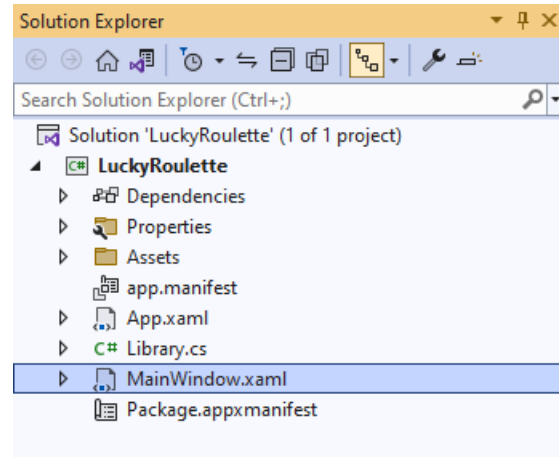 Solution Explorer
Search Solution Explorer (Ctrl+;)
Solution 'LuckyRoulette' (1 of 1 project)
C# LuckyRoulette
Dependencies
Properties
Assets
app.manifest
App.xaml
C# Library.cs
MainWindow.xaml
Package.appxmanifest